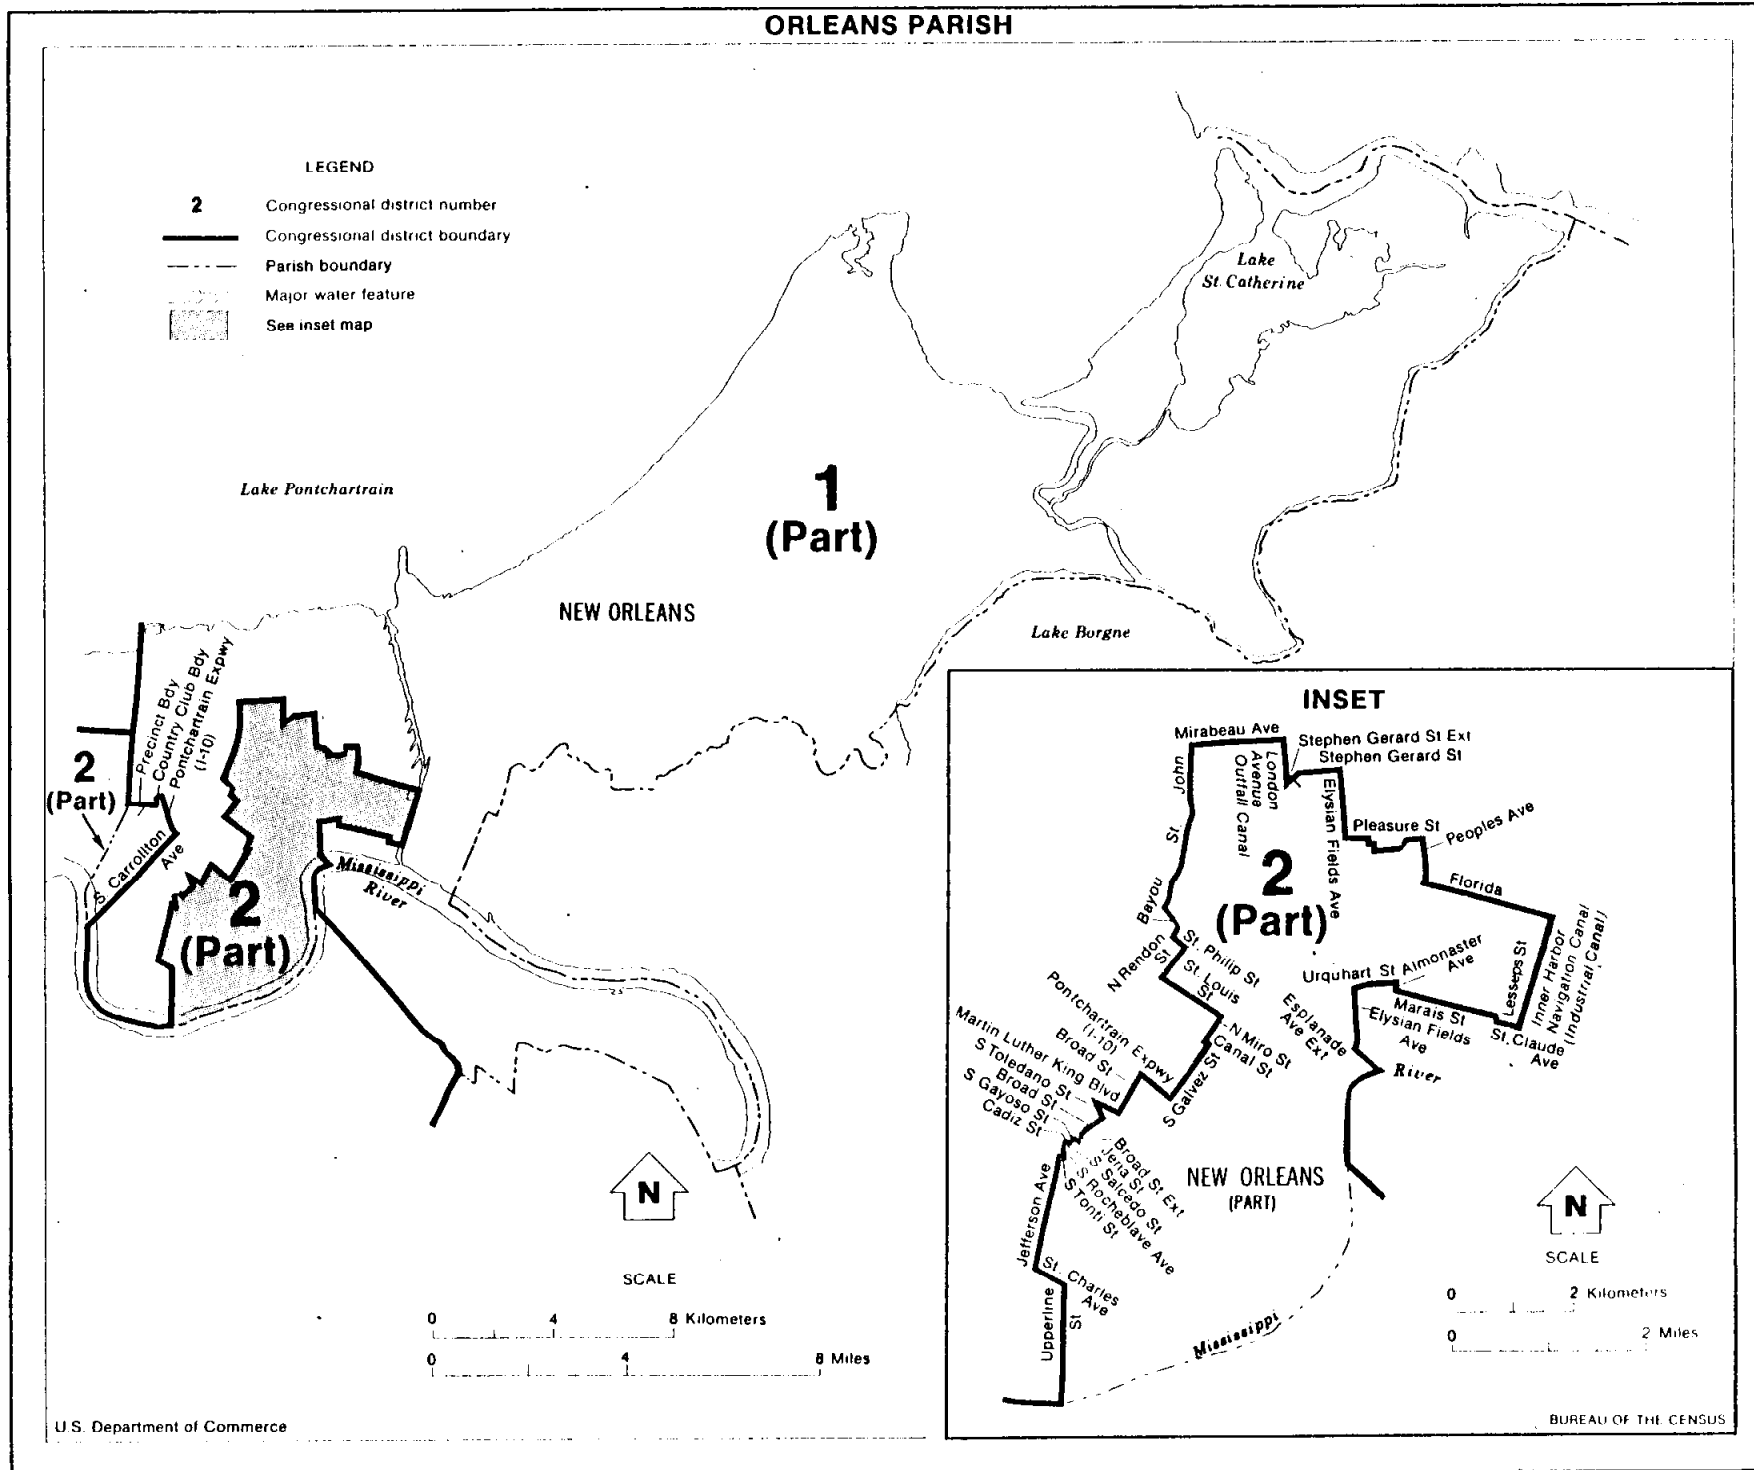 ORLEANS PARISH
LEGEND
2 Congressional district number
Congressional district boundary
Parish boundary
Major water feature
See inset map
Lake
St. Catherine
Lake Pontchartrain
1
(Part)
NEW ORLEANS
Lake Borgne
Precinct Bdy
Country Club Bdy
Pontchartrain Expwy
(I-10)
2
(Part)
S. Carrollton
Ave
Mississippi
River
2
(Part)
N
SCALE
0 4 8 Kilometers
0 4 8 Miles
U.S. Department of Commerce
INSET
Mirabeau Ave
Stephen Gerard St Ext
Stephen Gerard St
London
Avenue
Outfall Canal
John
St.
Bayou
Elysian Fields Ave
Pleasure St
Peoples Ave
2
(Part)
Florida
N Rendon
St
St. Philip St
St. Louis
St
Urquhart St
Almonaster
Ave
Lesseps St
Inner Harbor
Navigation Canal
(Industrial Canal)
Marais St
Elysian Fields
Ave
St. Claude
Ave
Esplanade
Ave Ext
River
N Miro St
Canal St
S Galvez St
Pontchartrain Expwy
(I-10)
Broad St
Martin Luther King Blvd
S Toledano St
Broad St
S Gayoso St
Cadiz St
Broad St Ext
Jena St
S Salcedo St
S Rocheblave Ave
S Tonti St
NEW ORLEANS
(PART)
Jefferson Ave
St. Charles
Ave
Upperline
St
Mississippi
N
SCALE
0 2 Kilometers
0 2 Miles
BUREAU OF THE CENSUS